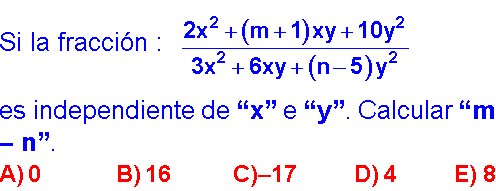 Si la fracción : (2x² + (m + 1)xy + 10y²) / (3x² + 6xy + (n – 5)y²)
es independiente de “x” e “y”. Calcular “m
– n”.
A) 0 B) 16 C)–17 D) 4 E) 8